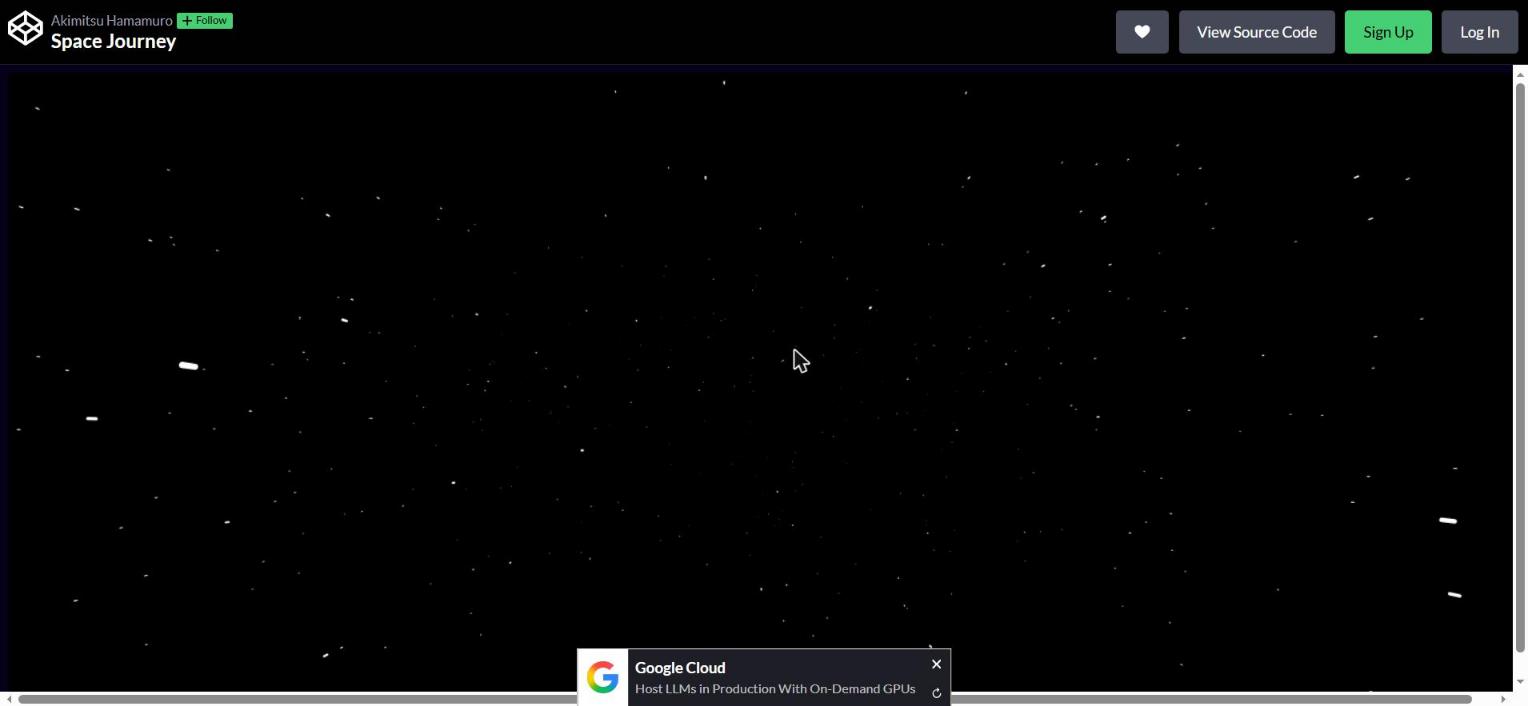 Akimitsu Hamamuro + Follow
Space Journey
View Source Code
Sign Up
Log In
Google Cloud
Host LLMs in Production With On-Demand GPUs